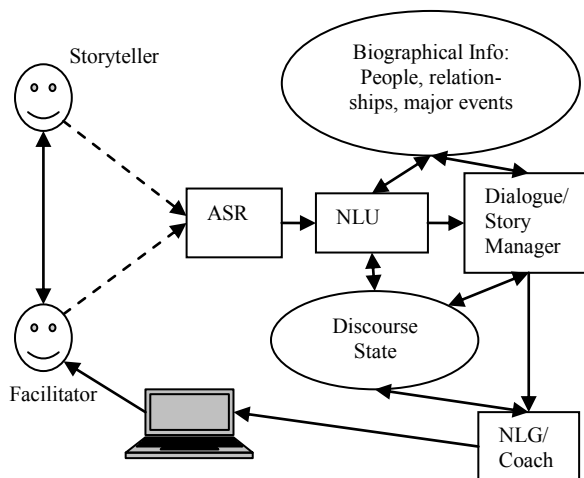 Storyteller
Biographical Info:
People, relation-
ships, major events
ASR
NLU
Dialogue/
Story
Manager
Discourse
State
Facilitator
NLG/
Coach